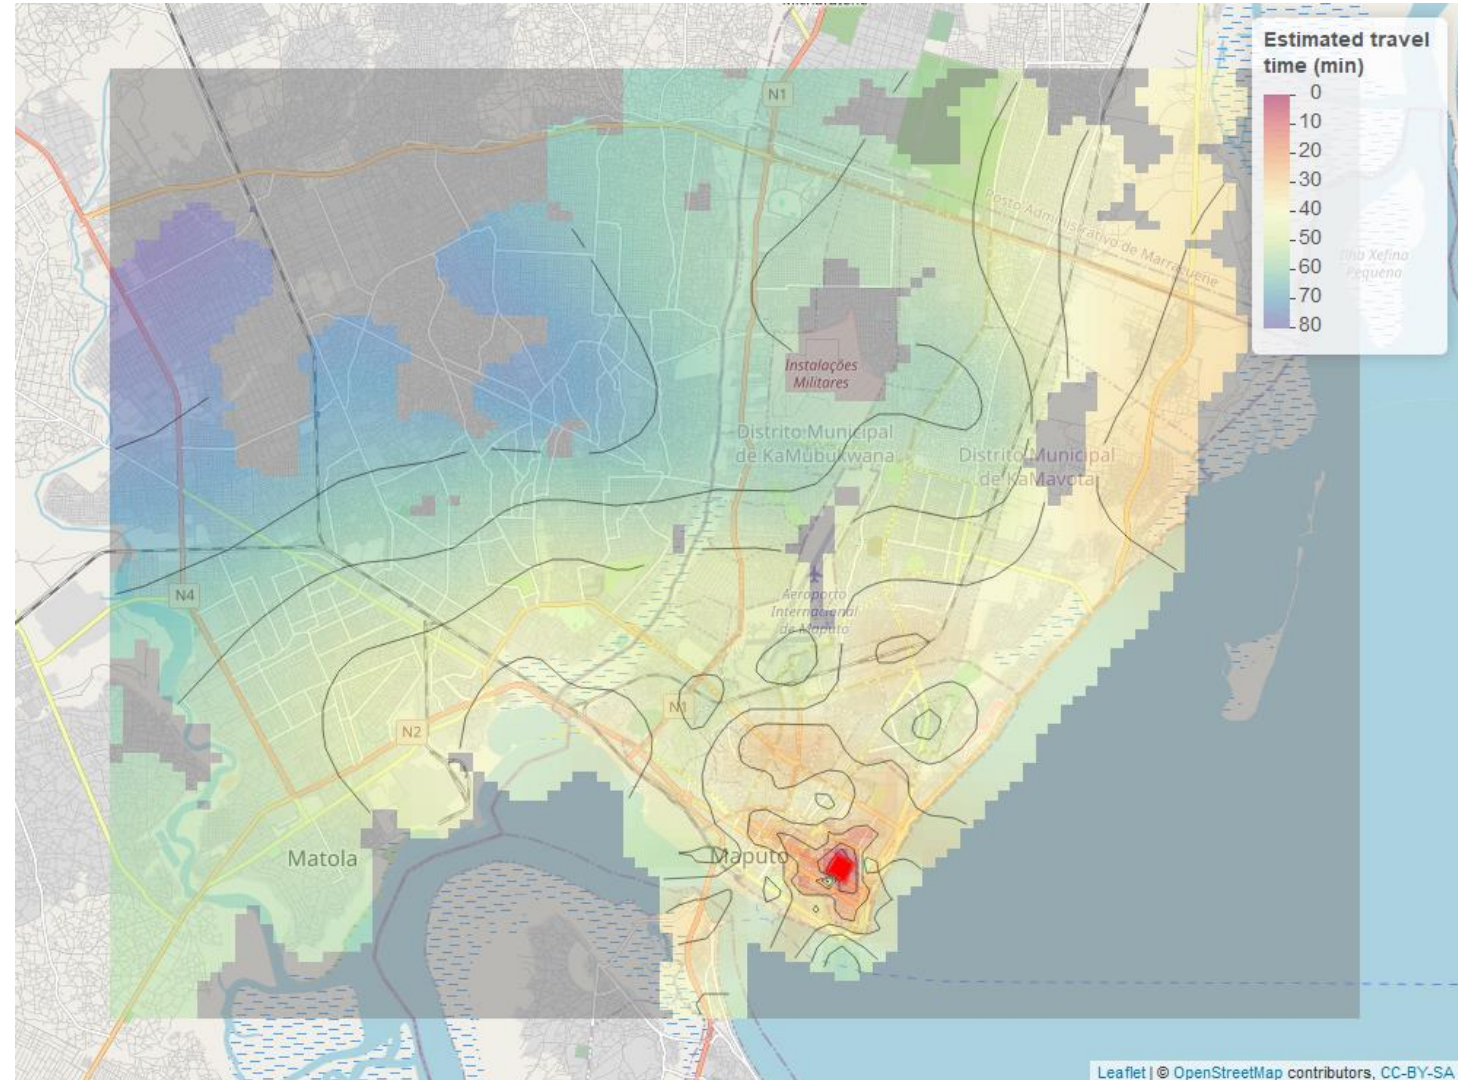 Estimated travel
time (min)
0
10
20
30
40
50
60
70
80
N1
Posto Administrativo de Marracuene
Ilha Xefina
Pequena
Instalações
Militares
Distrito Municipal
de KaMubukwana
Distrito Municipal
de KaMavota
N4
Aeroporto
Internacional
de Maputo
N1
N2
Matola
Maputo
Leaflet | © OpenStreetMap contributors, CC-BY-SA